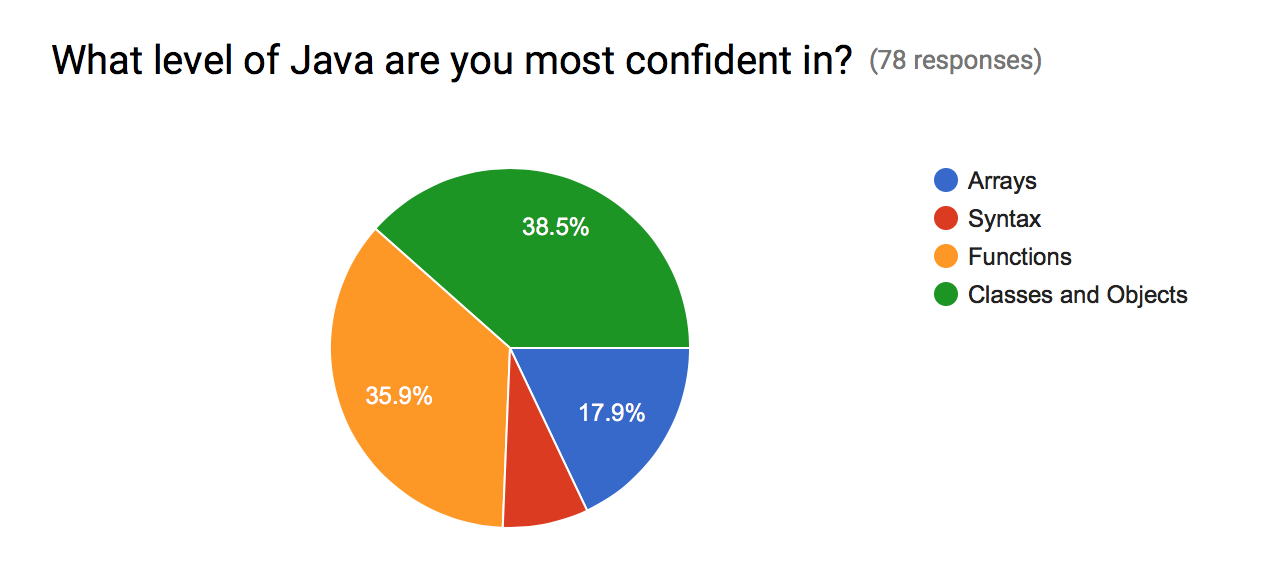 What level of Java are you most confident in? (78 responses)
Arrays
Syntax
Functions
Classes and Objects
38.5%
35.9%
17.9%